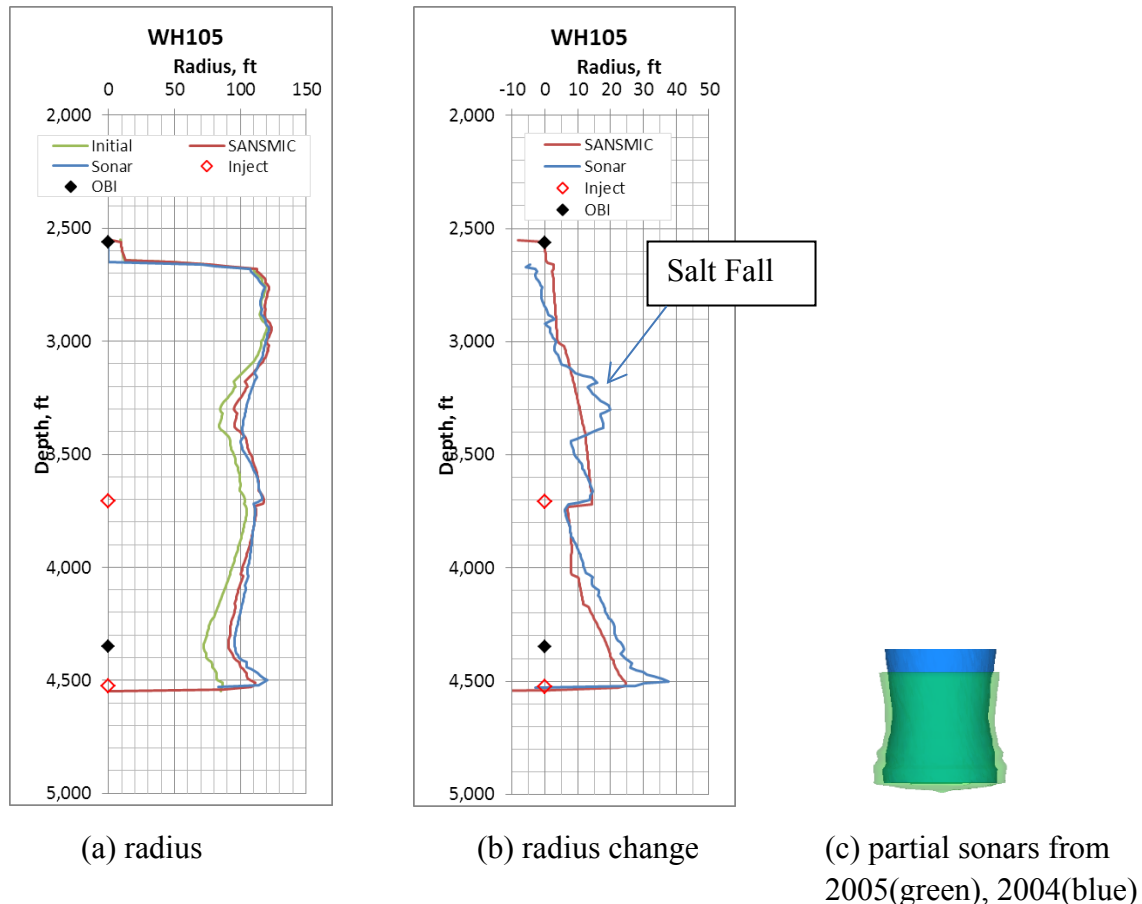 WH105
Radius, ft
0 50 100 150
2,000
Initial SANSMIC
Sonar Inject
OBI
2,500
3,000
Depth, ft
3,500
4,000
4,500
5,000
(a) radius
WH105
Radius, ft
-10 0 10 20 30 40 50
2,000
SANSMIC
Sonar
Inject
OBI
2,500
Salt Fall
3,000
Depth, ft
3,500
4,000
4,500
5,000
(b) radius change
(c) partial sonars from
2005(green), 2004(blue)